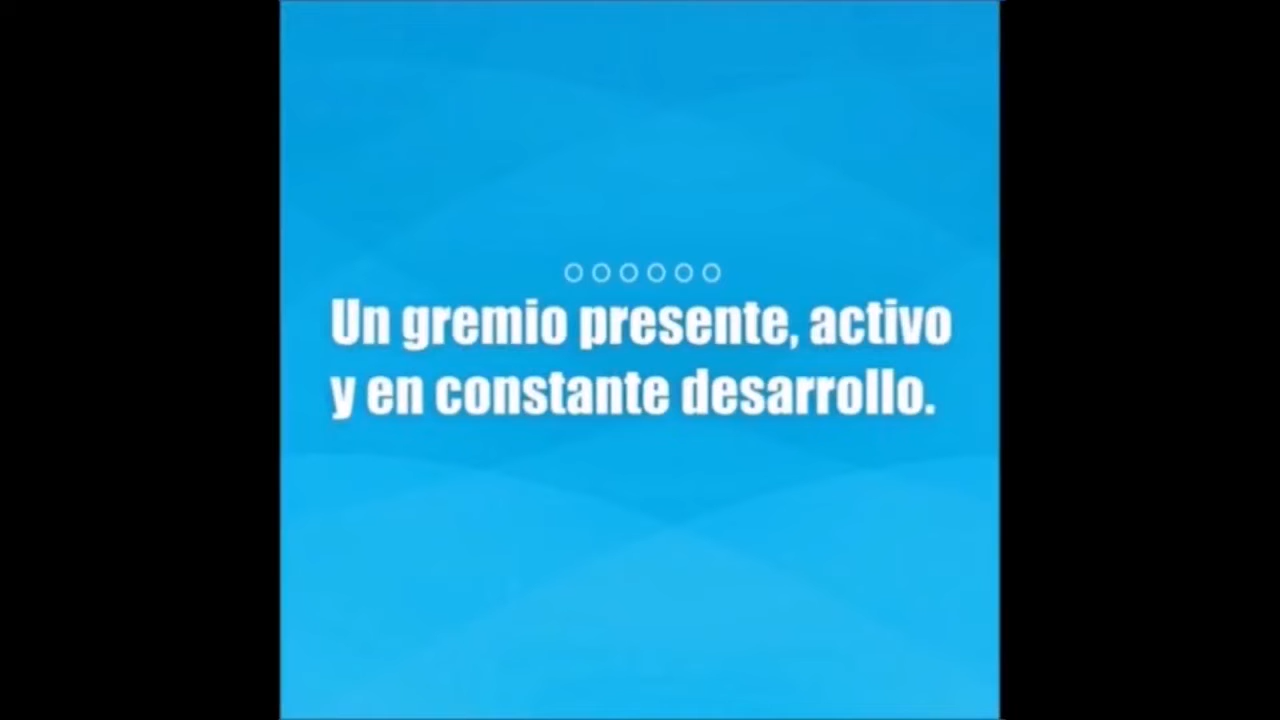 Un gremio presente, activo
y en constante desarrollo.